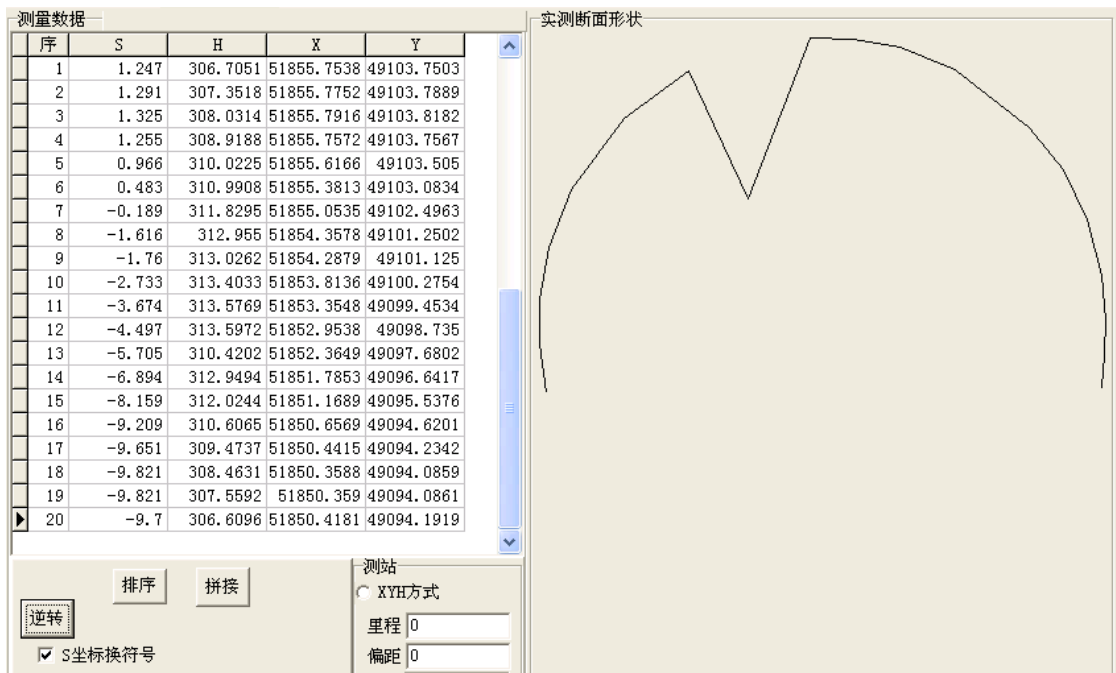 测量数据
序 S H X Y
1 1.247 306.7051 51855.7538 49103.7503
2 1.291 307.3518 51855.7752 49103.7889
3 1.325 308.0314 51855.7916 49103.8182
4 1.255 308.9188 51855.7572 49103.7567
5 0.966 310.0225 51855.6166 49103.505
6 0.483 310.9908 51855.3813 49103.0834
7 -0.189 311.8295 51855.0535 49102.4963
8 -1.616 312.955 51854.3578 49101.2502
9 -1.76 313.0262 51854.2879 49101.125
10 -2.733 313.4033 51853.8136 49100.2754
11 -3.674 313.5769 51853.3548 49099.4534
12 -4.497 313.5972 51852.9538 49098.735
13 -5.705 310.4202 51852.3649 49097.6802
14 -6.894 312.9494 51851.7853 49096.6417
15 -8.159 312.0244 51851.1689 49095.5376
16 -9.209 310.6065 51850.6569 49094.6201
17 -9.651 309.4737 51850.4415 49094.2342
18 -9.821 308.4631 51850.3588 49094.0859
19 -9.821 307.5592 51850.359 49094.0861
20 -9.7 306.6096 51850.4181 49094.1919
排序 拼接
逆转
S坐标换符号
测站
XYH方式
里程 0
偏距 0
实测断面形状